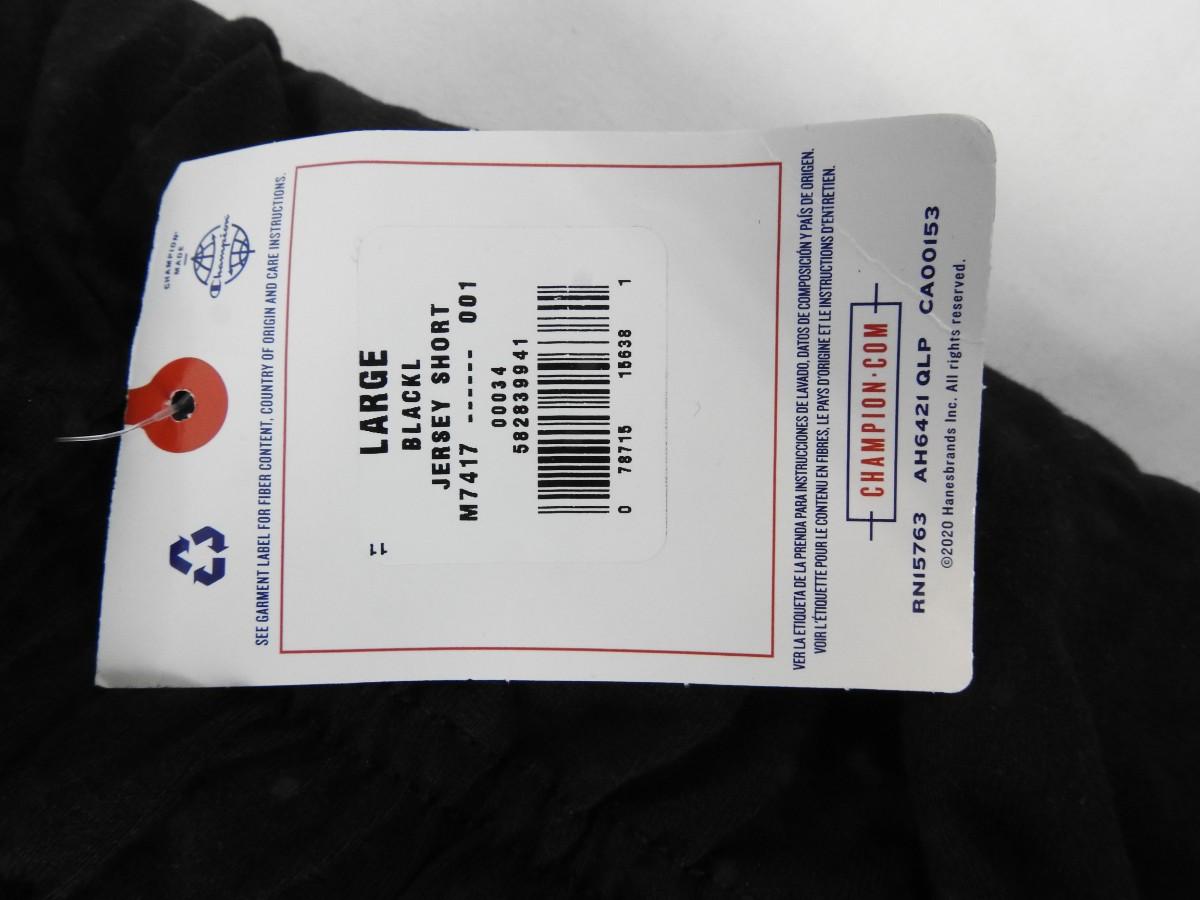 CHAMPION
MADE
Champion
SEE GARMENT LABEL FOR FIBER CONTENT, COUNTRY OF ORIGIN AND CARE INSTRUCTIONS.
LARGE
BLACKL
JERSEY SHORT
M7417 ------ 001
00034
582839941
0 78715 15638 1
VER LA ETIQUETA DE LA PRENDA PARA INSTRUCCIONES DE LAVADO, DATOS DE COMPOSICIÓN Y PAÍS DE ORIGEN.
VOIR L'ÉTIQUETTE POUR LE CONTENU EN FIBRES, LE PAYS D'ORIGINE ET LE INSTRUCTIONS D'ENTRETIEN.
CHAMPION.COM
RN15763 AH6421 QLP CA00153
©2020 Hanesbrands Inc. All rights reserved.